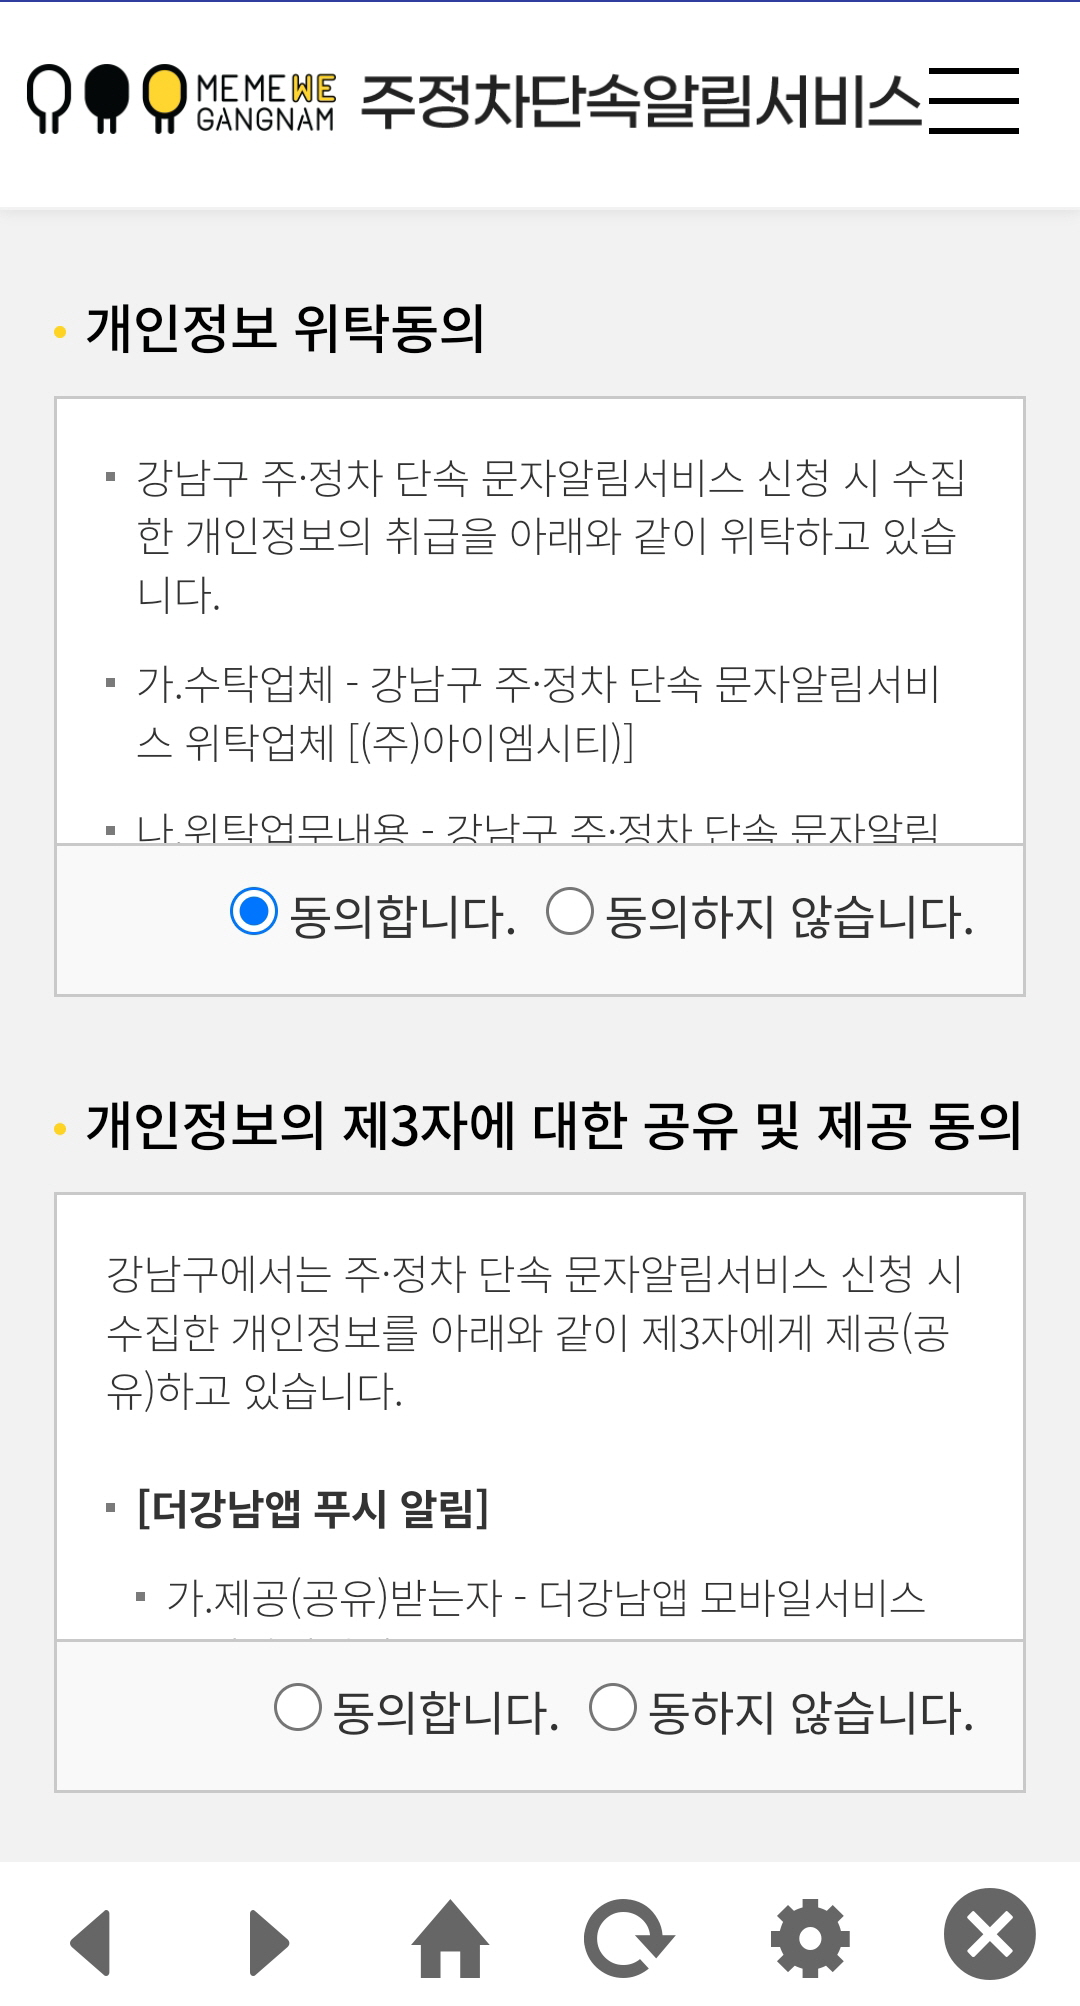 MEMEWE
GANGNAM
주정차단속알림서비스
개인정보 위탁동의
강남구 주·정차 단속 문자알림서비스 신청 시 수집
한 개인정보의 취급을 아래와 같이 위탁하고 있습
니다.
가.수탁업체 - 강남구 주·정차 단속 문자알림서비
스 위탁업체 [(주)아이엠시티)]
나.위탁업무내용 - 강남구 주·정차 단속 문자알림
동의합니다. 동의하지 않습니다.
개인정보의 제3자에 대한 공유 및 제공 동의
강남구에서는 주·정차 단속 문자알림서비스 신청 시
수집한 개인정보를 아래와 같이 제3자에게 제공(공
유)하고 있습니다.
[더강남앱 푸시 알림]
가.제공(공유)받는자 - 더강남앱 모바일서비스
동의합니다. 동하지 않습니다.